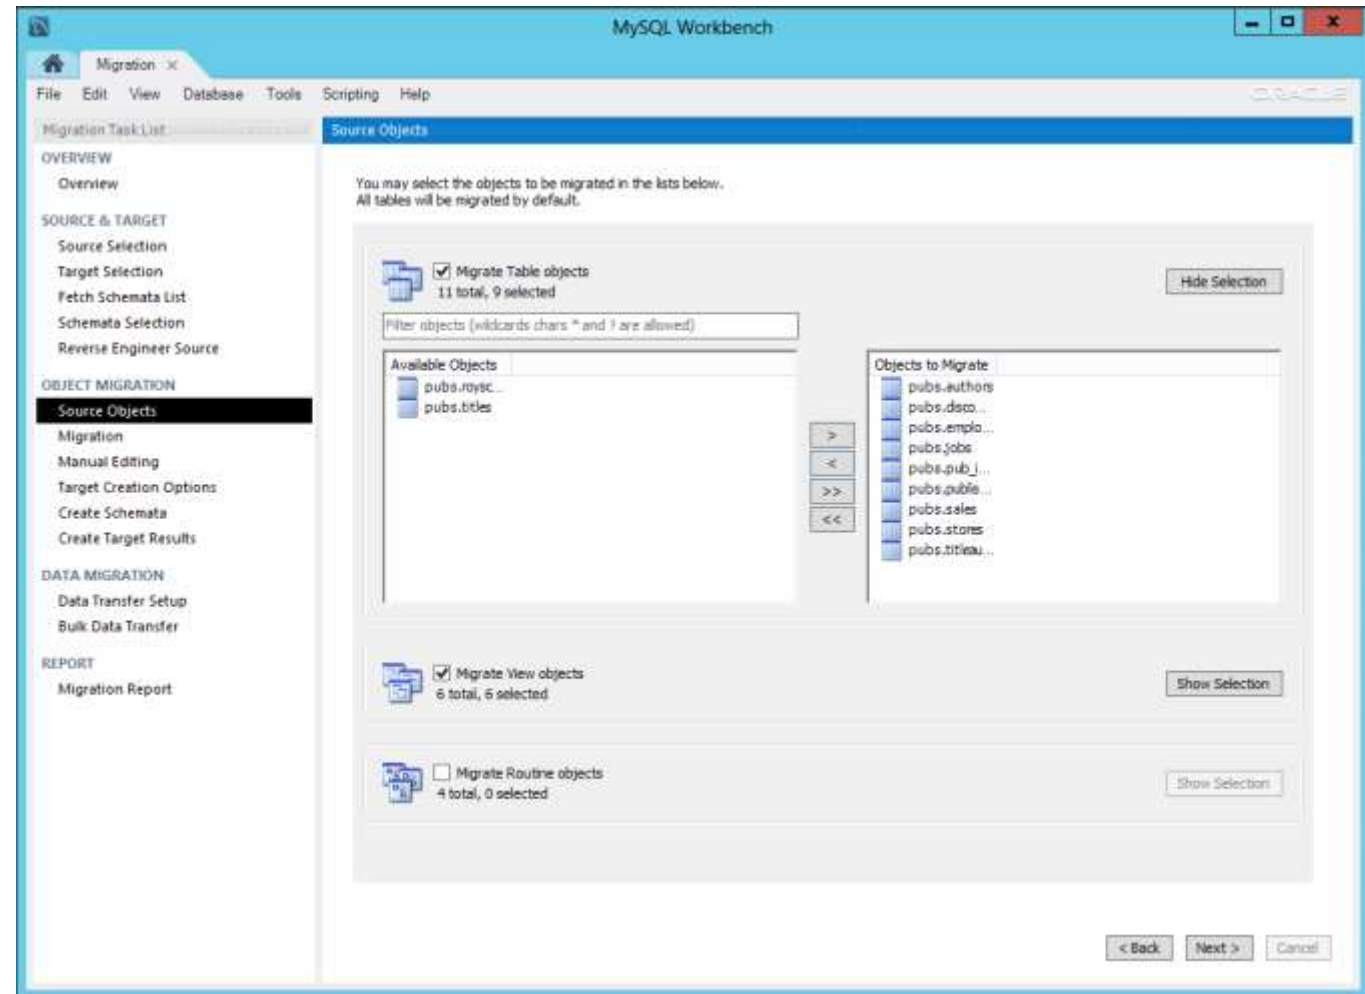 MySQL Workbench
Migration ×
File Edit View Database Tools Scripting Help
ORACLE
Migration Task List
Source Objects
OVERVIEW
Overview
SOURCE & TARGET
Source Selection
Target Selection
Fetch Schemata List
Schemata Selection
Reverse Engineer Source
OBJECT MIGRATION
Source Objects
Migration
Manual Editing
Target Creation Options
Create Schemata
Create Target Results
DATA MIGRATION
Data Transfer Setup
Bulk Data Transfer
REPORT
Migration Report
You may select the objects to be migrated in the lists below.
All tables will be migrated by default.
Migrate Table objects
11 total, 9 selected
Hide Selection
Filter objects (wildcards chars * and ? are allowed)
Available Objects
pubs.roysc...
pubs.titles
>
<
>>
<<
Objects to Migrate
pubs.authors
pubs.disco...
pubs.emplo...
pubs.jobs
pubs.pub_i...
pubs.publis...
pubs.sales
pubs.stores
pubs.titleau...
Migrate View objects
6 total, 6 selected
Show Selection
Migrate Routine objects
4 total, 0 selected
Show Selection
< Back Next > Cancel